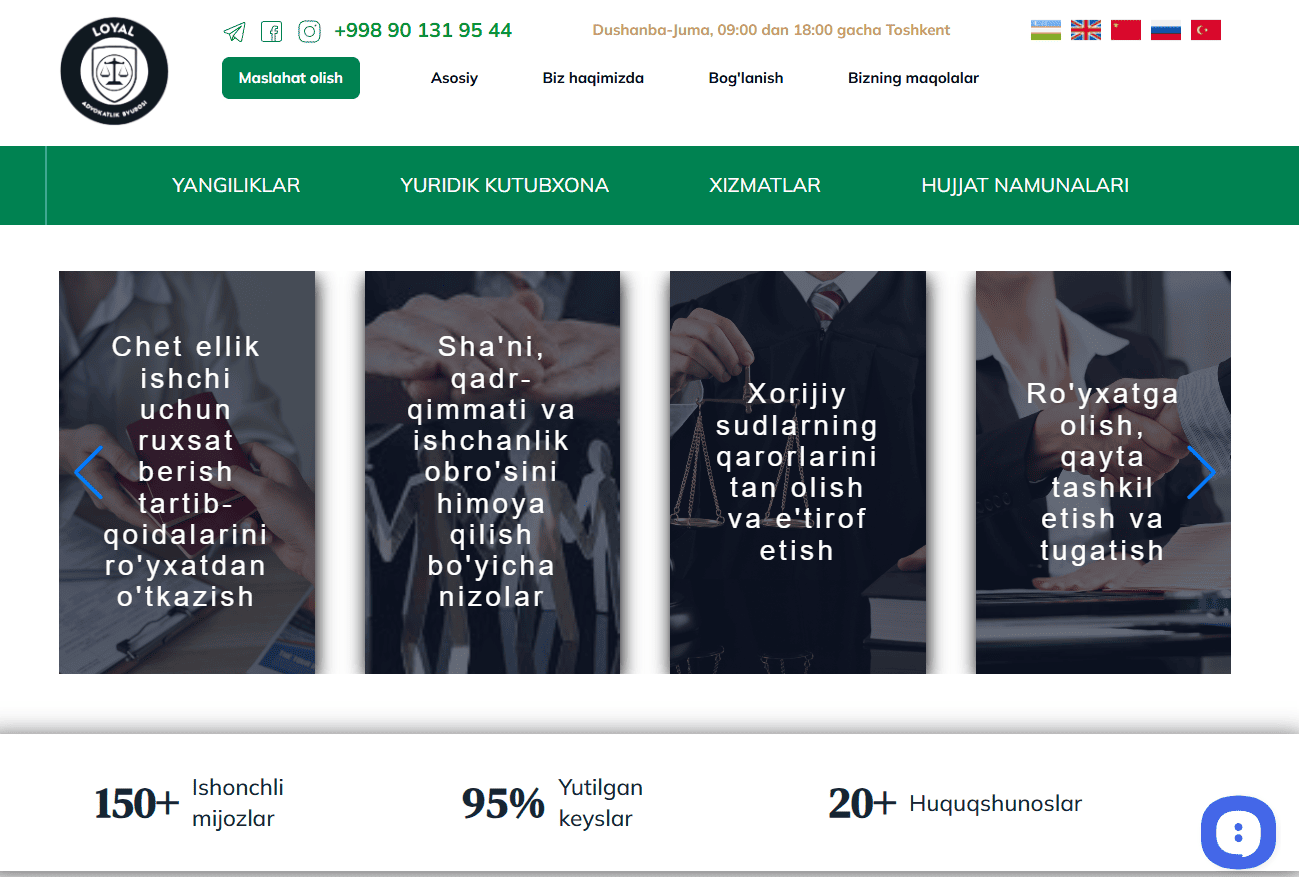 LOYAL
ADVOKATLIK BYUROSI
+998 90 131 95 44
Dushanba-Juma, 09:00 dan 18:00 gacha Toshkent
Maslahat olish
Asosiy
Biz haqimizda
Bog'lanish
Bizning maqolalar
YANGILIKLAR
YURIDIK KUTUBXONA
XIZMATLAR
HUJJAT NAMUNALARI
Chet ellik
ishchi
uchun
ruxsat
berish
tartib-
qoidalarini
ro'yxatdan
o'tkazish
Sha'ni,
qadr-
qimmati va
ishchanlik
obro'sini
himoya
qilish
bo'yicha
nizolar
Xorijiy
sudlarning
qarorlarini
tan olish
va e'tirof
etish
Ro'yxatga
olish,
qayta
tashkil
etish va
tugatish
150+
Ishonchli
mijozlar
95%
Yutilgan
keyslar
20+
Huquqshunoslar